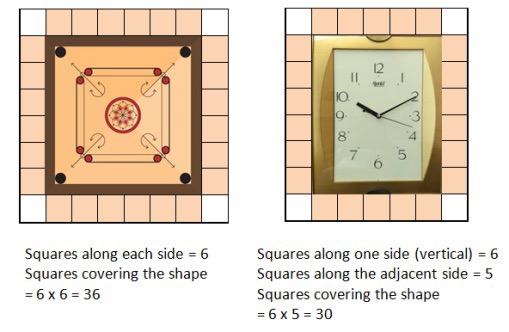 12
11
1
10
2
9
3
8
4
7
5
6
Squares along each side = 6
Squares covering the shape
= 6 x 6 = 36
Squares along one side (vertical) = 6
Squares along the adjacent side = 5
Squares covering the shape
= 6 x 5 = 30